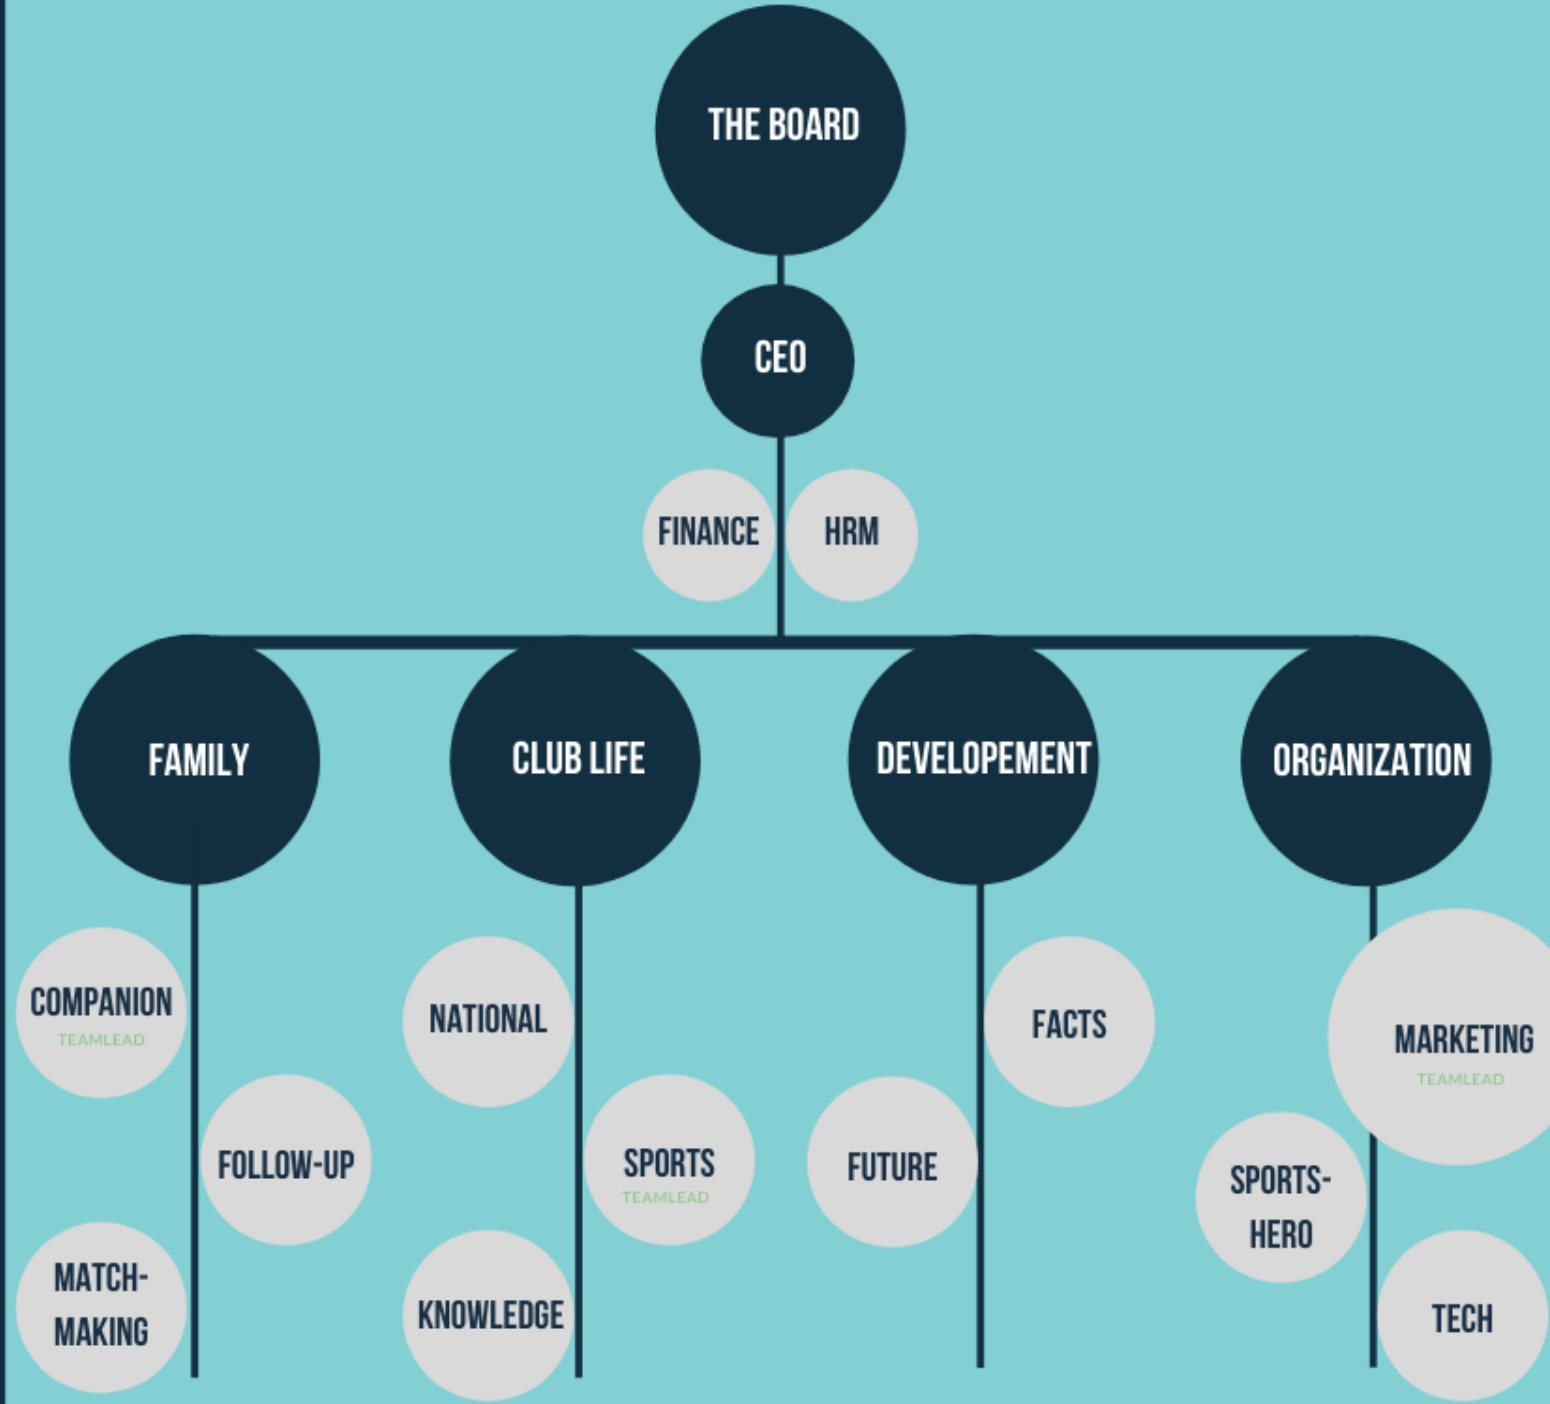 THE BOARD
CEO
FINANCE
HRM
FAMILY
CLUB LIFE
DEVELOPEMENT
ORGANIZATION
COMPANION
TEAMLEAD
FOLLOW-UP
MATCH-
MAKING
NATIONAL
SPORTS
TEAMLEAD
KNOWLEDGE
FACTS
FUTURE
MARKETING
TEAMLEAD
SPORTS-
HERO
TECH